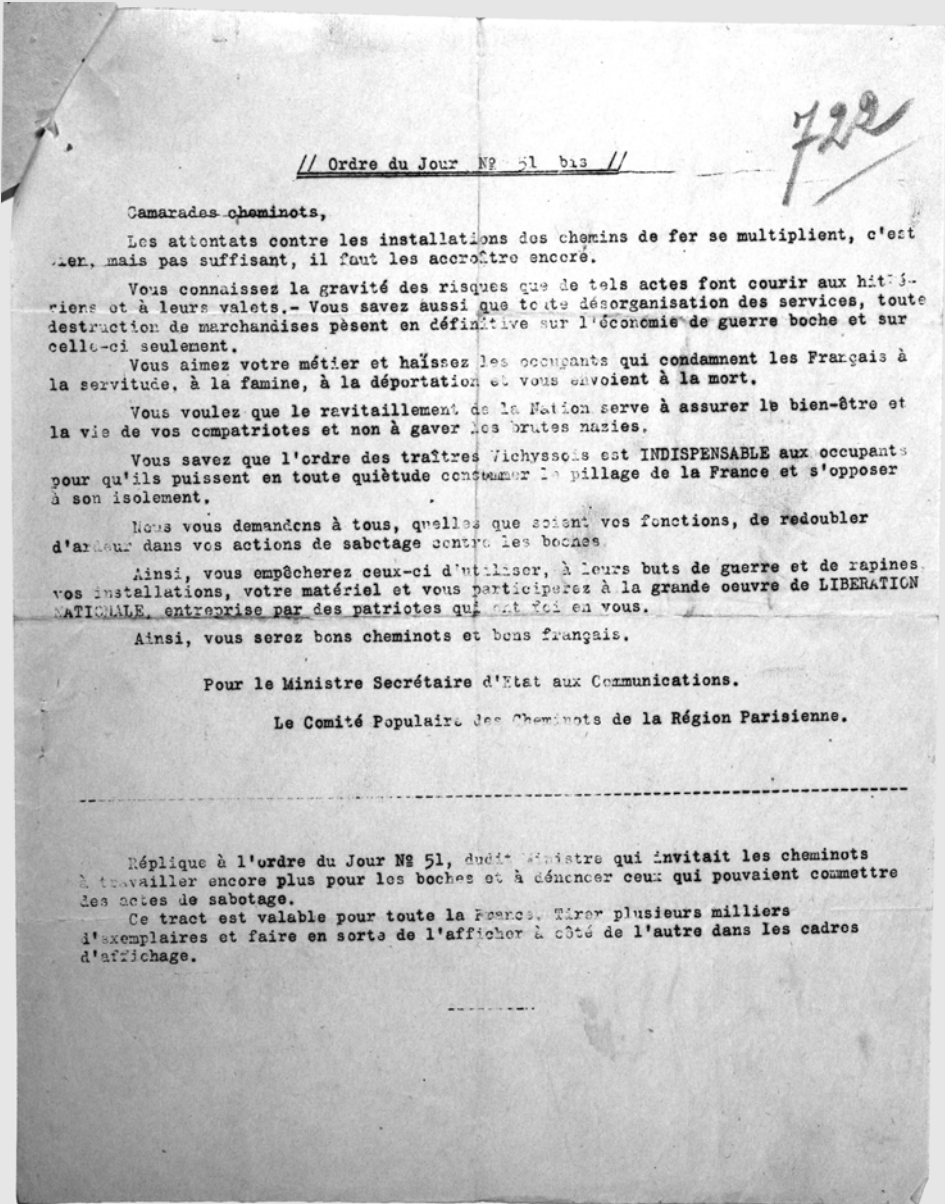 722
// Ordre du Jour Nº 51 bis //
Camarades cheminots,
Les attentats contre les installations des chemins de fer se multiplient, c'est
mais pas suffisant, il faut les accroître encore.
Vous connaissez la gravité des risques que de tels actes font courir aux hitlé-
riens et à leurs valets.- Vous savez aussi que toute désorganisation des services, toute
destruction de marchandises pèsent en définitive sur l'économie de guerre boche et sur
celle-ci seulement.
Vous aimez votre métier et haïssez les occupants qui condamnent les Français à
la servitude, à la famine, à la déportation et vous envoient à la mort.
Vous voulez que le ravitaillement de la Nation serve à assurer le bien-être et
la vie de vos compatriotes et non à gaver les brutes nazies.
Vous savez que l'ordre des traîtres Vichyssois est INDISPENSABLE aux occupants
pour qu'ils puissent en toute quiètude consommer le pillage de la France et s'opposer
à son isolement.
Nous vous demandons à tous, quelles que soient vos fonctions, de redoubler
d'ardeur dans vos actions de sabotage contre les boches
Ainsi, vous empêcherez ceux-ci d'utiliser, à leurs buts de guerre et de rapines
vos installations, votre matériel et vous participerez à la grande oeuvre de LIBERATION
NATIONALE, entreprise par des patriotes qui ont foi en vous.
Ainsi, vous serez bons cheminots et bons français.
Pour le Ministre Secrétaire d'Etat aux Communications.
Le Comité Populaire des Cheminots de la Région Parisienne.
Réplique à l'ordre du Jour Nº 51, dudit Ministre qui invitait les cheminots
à travailler encore plus pour les boches et à dénoncer ceux qui pouvaient commettre
des actes de sabotage.
Ce tract est valable pour toute la France. Tirer plusieurs milliers
d'exemplaires et faire en sorte de l'afficher à côté de l'autre dans les cadres
d'affichage.